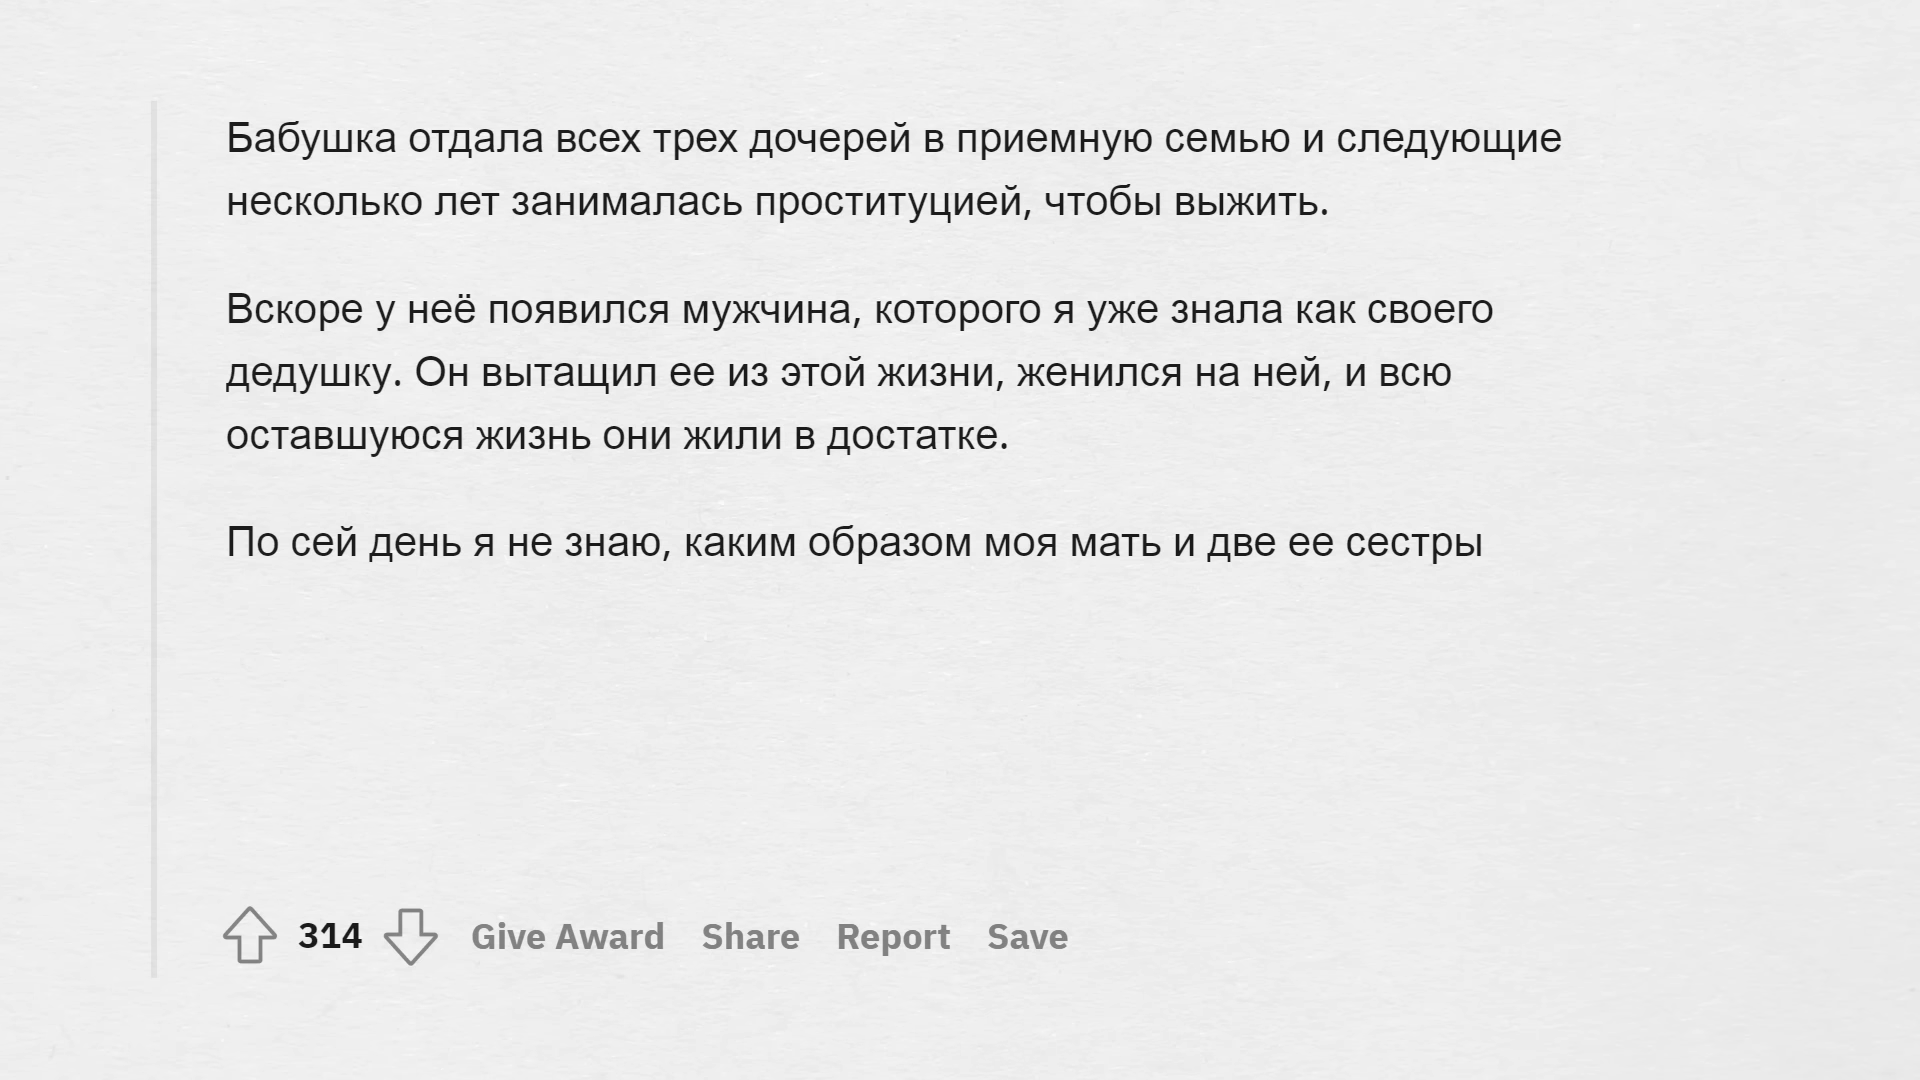 Бабушка отдала всех трех дочерей в приемную семью и следующие
несколько лет занималась проституцией, чтобы выжить.
Вскоре у неё появился мужчина, которого я уже знала как своего
дедушку. Он вытащил ее из этой жизни, женился на ней, и всю
оставшуюся жизнь они жили в достатке.
По сей день я не знаю, каким образом моя мать и две ее сестры
314 Give Award Share Report Save